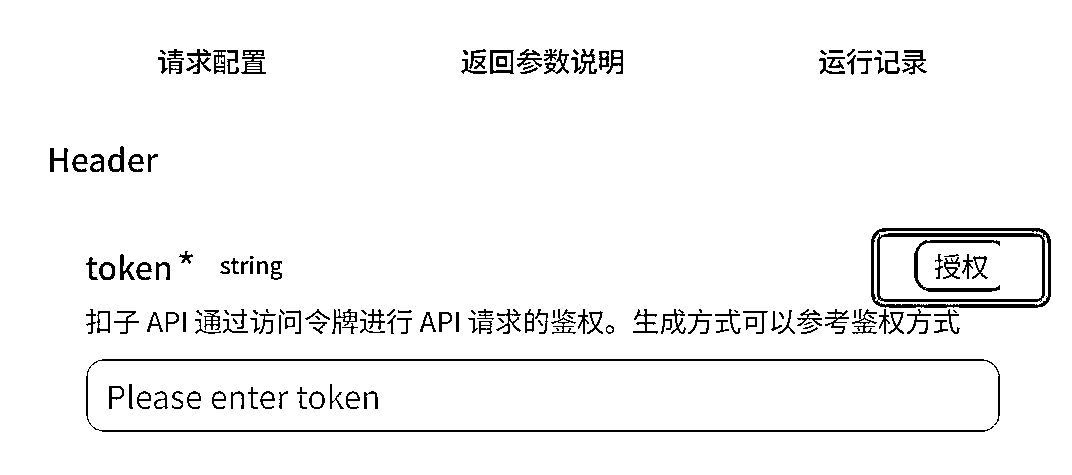 请求配置 返回参数说明 运行记录
Header
token* string 授权
扣子 API 通过访问令牌进行 API 请求的鉴权。生成方式可以参考鉴权方式
Please enter token